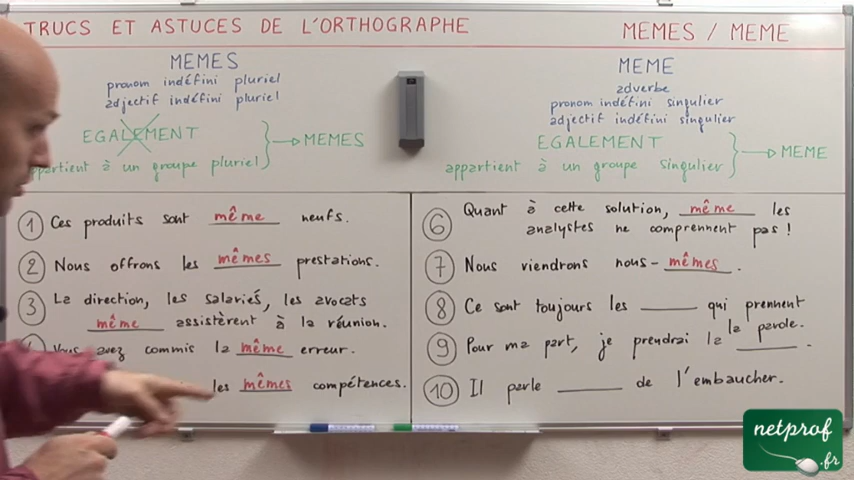 TRUCS ET ASTUCES DE L'ORTHOGRAPHE
MEMES / MEME
MEMES
pronom indéfini pluriel
adjectif indéfini pluriel
EGALEMENT
appartient à un groupe pluriel
MEMES
MEME
adverbe
pronom indéfini singulier
adjectif indéfini singulier
EGALEMENT
appartient à un groupe singulier
MEME
1 Ces produits sont même neufs.
2 Nous offrons les mêmes prestations.
3 La direction, les salariés, les avocats
même assistèrent à la réunion.
Vous avez commis la même erreur.
les mêmes compétences.
6 Quant à cette solution, même les
analystes ne comprennent pas !
7 Nous viendrons nous-mêmes.
8 Ce sont toujours les ______ qui prennent
la parole.
9 Pour ma part, je prendrai la ______.
10 Il parle ______ de l'embaucher.
netprof
.fr